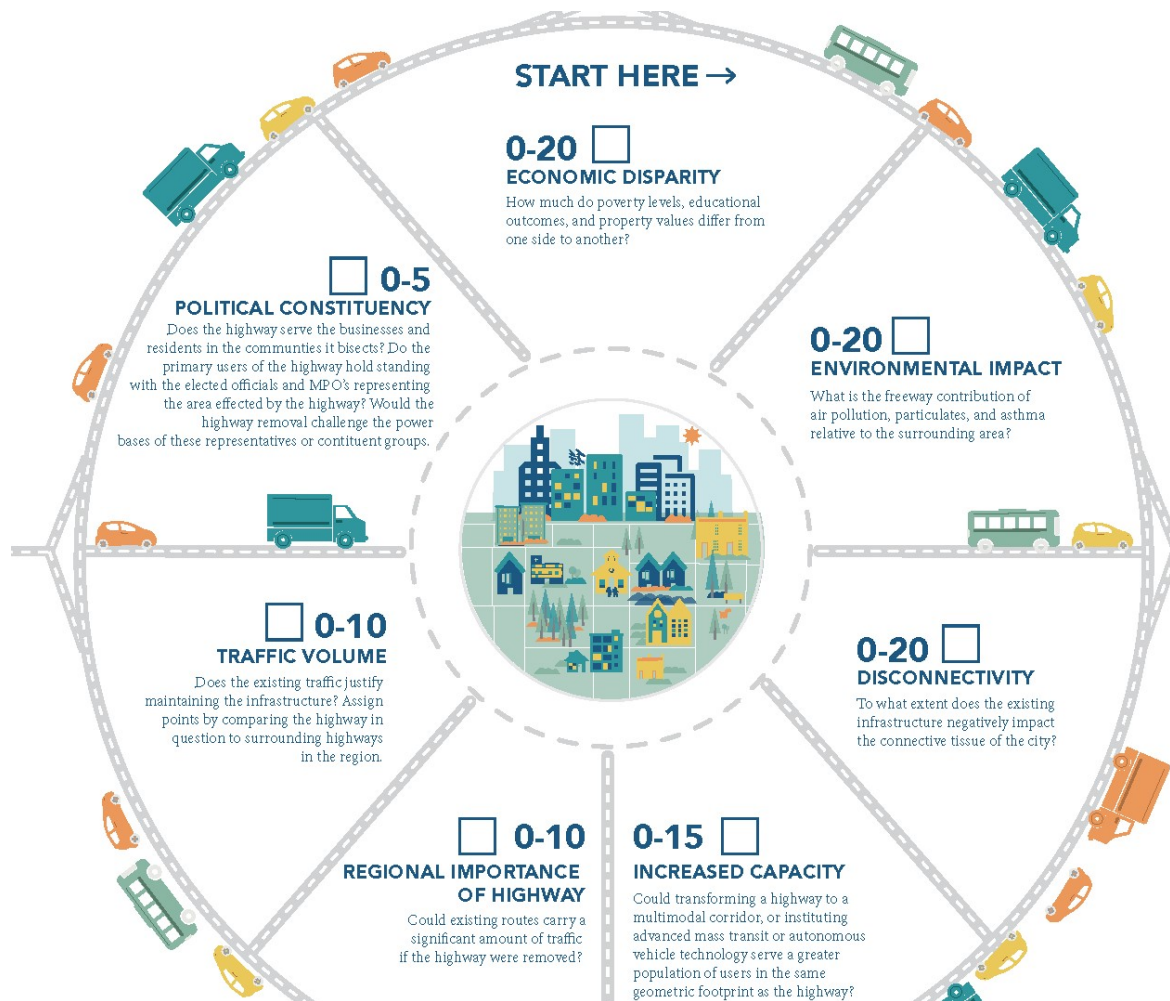 START HERE →
0-20
ECONOMIC DISPARITY
How much do poverty levels, educational
outcomes, and property values differ from
one side to another?
0-20
ENVIRONMENTAL IMPACT
What is the freeway contribution of
air pollution, particulates, and asthma
relative to the surrounding area?
0-20
DISCONNECTIVITY
To what extent does the existing
infrastructure negatively impact
the connective tissue of the city?
0-15
INCREASED CAPACITY
Could transforming a highway to a
multimodal corridor, or instituting
advanced mass transit or autonomous
vehicle technology serve a greater
population of users in the same
geometric footprint as the highway?
0-10
REGIONAL IMPORTANCE
OF HIGHWAY
Could existing routes carry a
significant amount of traffic
if the highway were removed?
0-10
TRAFFIC VOLUME
Does the existing traffic justify
maintaining the infrastructure? Assign
points by comparing the highway in
question to surrounding highways
in the region.
0-5
POLITICAL CONSTITUENCY
Does the highway serve the businesses and
residents in the communties it bisects? Do the
primary users of the highway hold standing
with the elected officials and MPO's representing
the area effected by the highway? Would the
highway removal challenge the power
bases of these representatives or contituent groups.